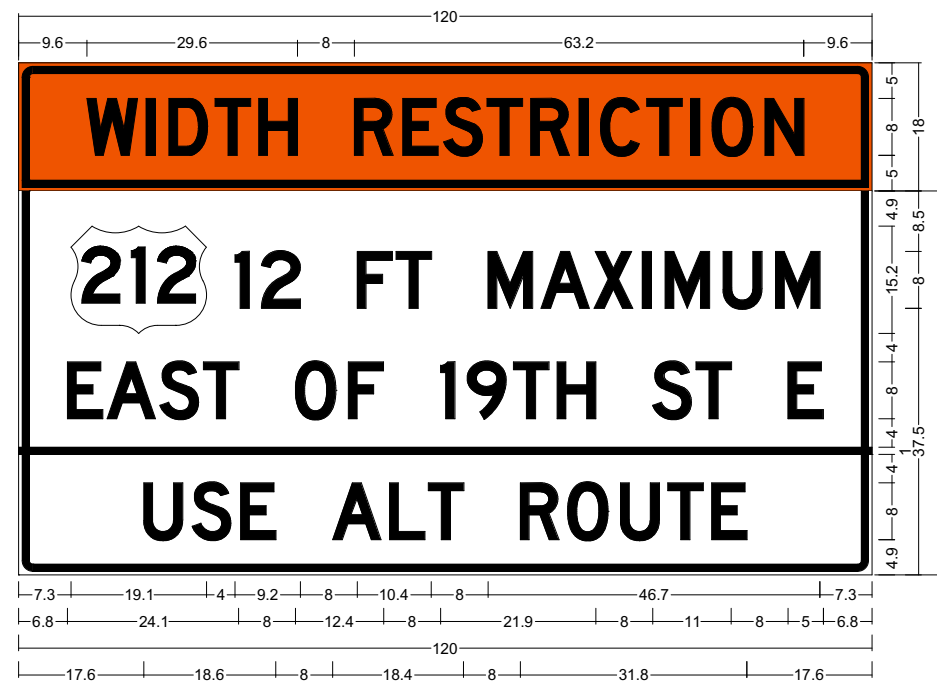 120
9.6 29.6 8 63.2 9.6
WIDTH RESTRICTION
5 8 5 18
212 12 FT MAXIMUM
4.9 15.2 8.5 8
EAST OF 19TH ST E
4 8 4 1 37.5
USE ALT ROUTE
4 8 4.9
7.3 19.1 4 9.2 8 10.4 8 46.7 7.3
6.8 24.1 8 12.4 8 21.9 8 11 8 5 6.8
120
17.6 18.6 8 18.4 8 31.8 17.6